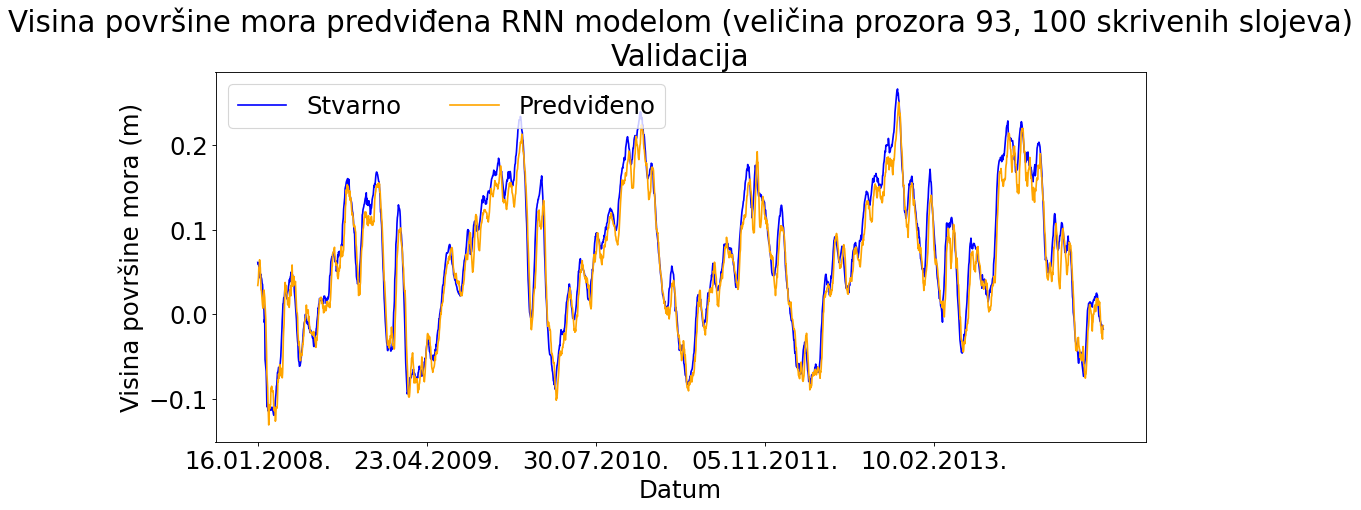 Visina površine mora predviđena RNN modelom (veličina prozora 93, 100 skrivenih slojeva)
Validacija
Stvarno
Predviđeno
Visina površine mora (m)
0.2
0.1
0.0
−0.1
16.01.2008.
23.04.2009.
30.07.2010.
05.11.2011.
10.02.2013.
Datum